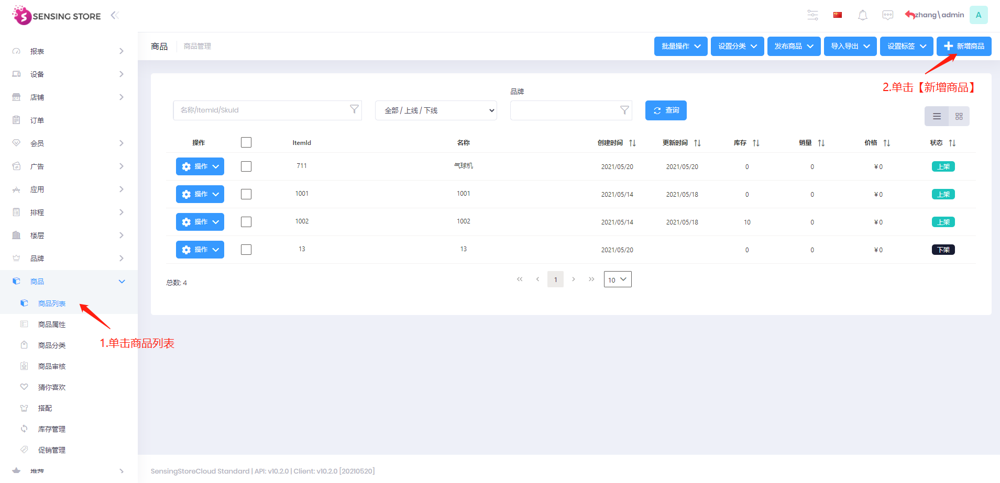 SENSING STORE
zhang\admin
A
报表
设备
店铺
订单
会员
广告
应用
排程
楼层
品牌
商品
商品列表
商品属性
商品分类
商品审核
猜你喜欢
搭配
库存管理
促销管理
推荐
1.单击商品列表
商品 商品管理
批量操作 设置分类 发布商品 导入导出 设置标签 新增商品
2.单击【新增商品】
品牌
名称/ItemId/SkuId 全部 / 上线 / 下线 查询
操作 ItemId 名称 创建时间 更新时间 库存 销量 价格 状态
操作 711 气球机 2021/05/20 2021/05/20 0 0 ¥0 上架
操作 1001 1001 2021/05/14 2021/05/18 0 0 ¥0 上架
操作 1002 1002 2021/05/14 2021/05/18 10 0 ¥0 上架
操作 13 13 2021/05/20 0 0 ¥0 下架
总数: 4 1 10
SensingStoreCloud Standard | API: v10.2.0 | Client: v10.2.0 [20210520]